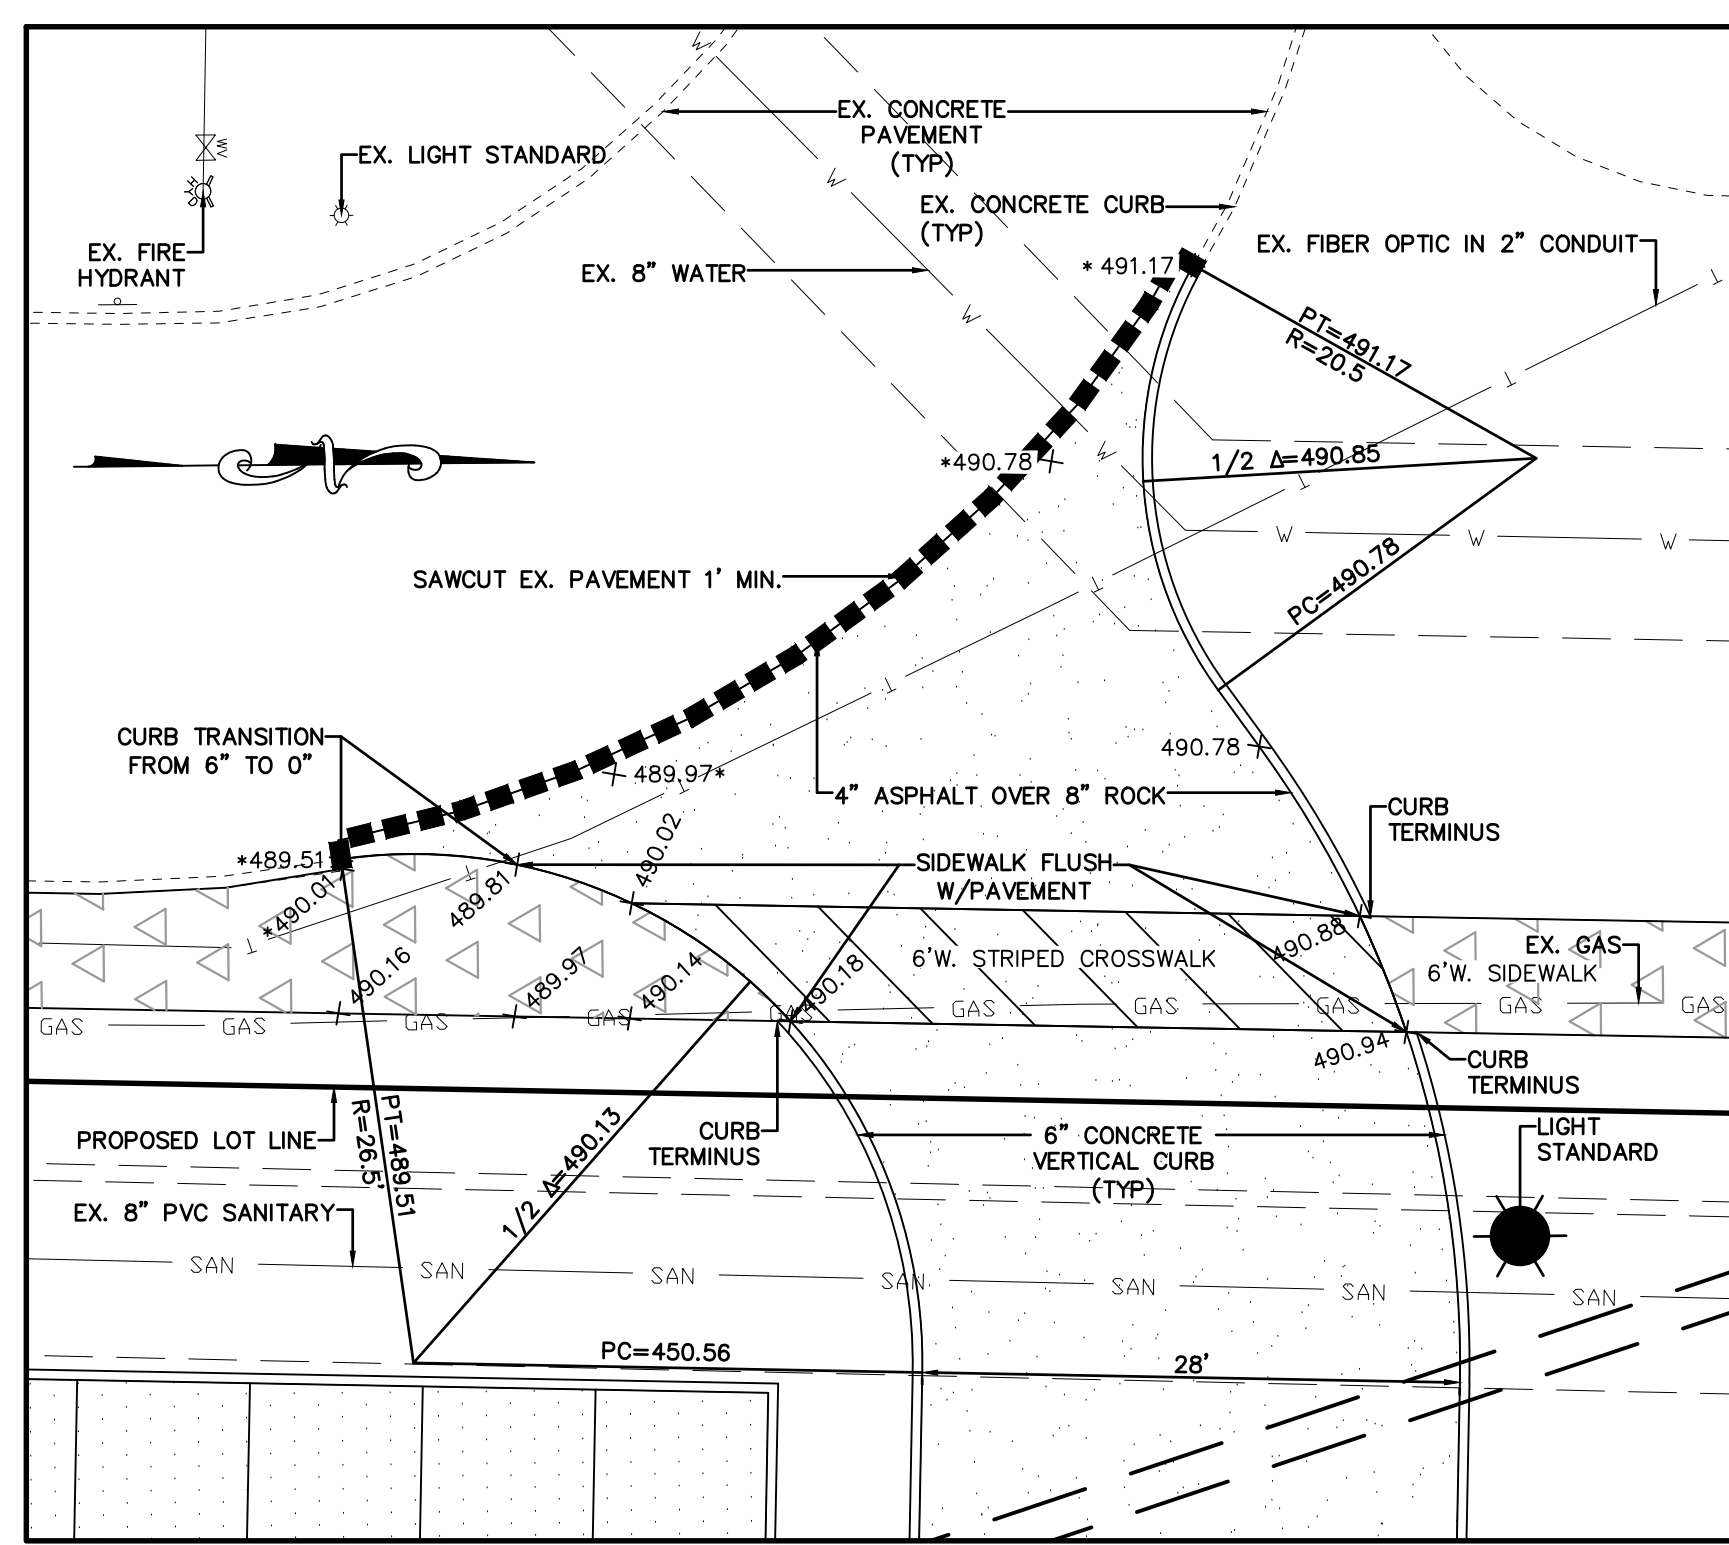 W
EX. CONCRETE
PAVEMENT
(TYP)
WV
EX. LIGHT STANDARD
HYD
W
EX. CONCRETE CURB
(TYP)
EX. FIRE
HYDRANT
EX. FIBER OPTIC IN 2" CONDUIT
EX. 8" WATER
* 491.17
T
W
PT=491.17
R=20.5
T
W
*490.78
1/2 Δ=490.85
T
W W W
SAWCUT EX. PAVEMENT 1' MIN.
T
PC=490.78
T
CURB TRANSITION
FROM 6" TO 0"
490.78
489.97*
T
4" ASPHALT OVER 8" ROCK
CURB
TERMINUS
*489.51
490.02
SIDEWALK FLUSH
W/PAVEMENT
T
*490.01
489.81
T
490.88
EX. GAS
6'W. STRIPED CROSSWALK
6'W. SIDEWALK
490.16
489.97
490.14
490.18
GAS GAS GAS GAS GAS GAS GAS GAS GAS GAS
490.94
CURB
TERMINUS
PROPOSED LOT LINE
PT=489.51
R=26.5'
1/2 Δ=490.13
CURB
TERMINUS
6" CONCRETE
VERTICAL CURB
(TYP)
LIGHT
STANDARD
EX. 8" PVC SANITARY
SAN SAN SAN SAN SAN SAN SAN
PC=450.56
28'